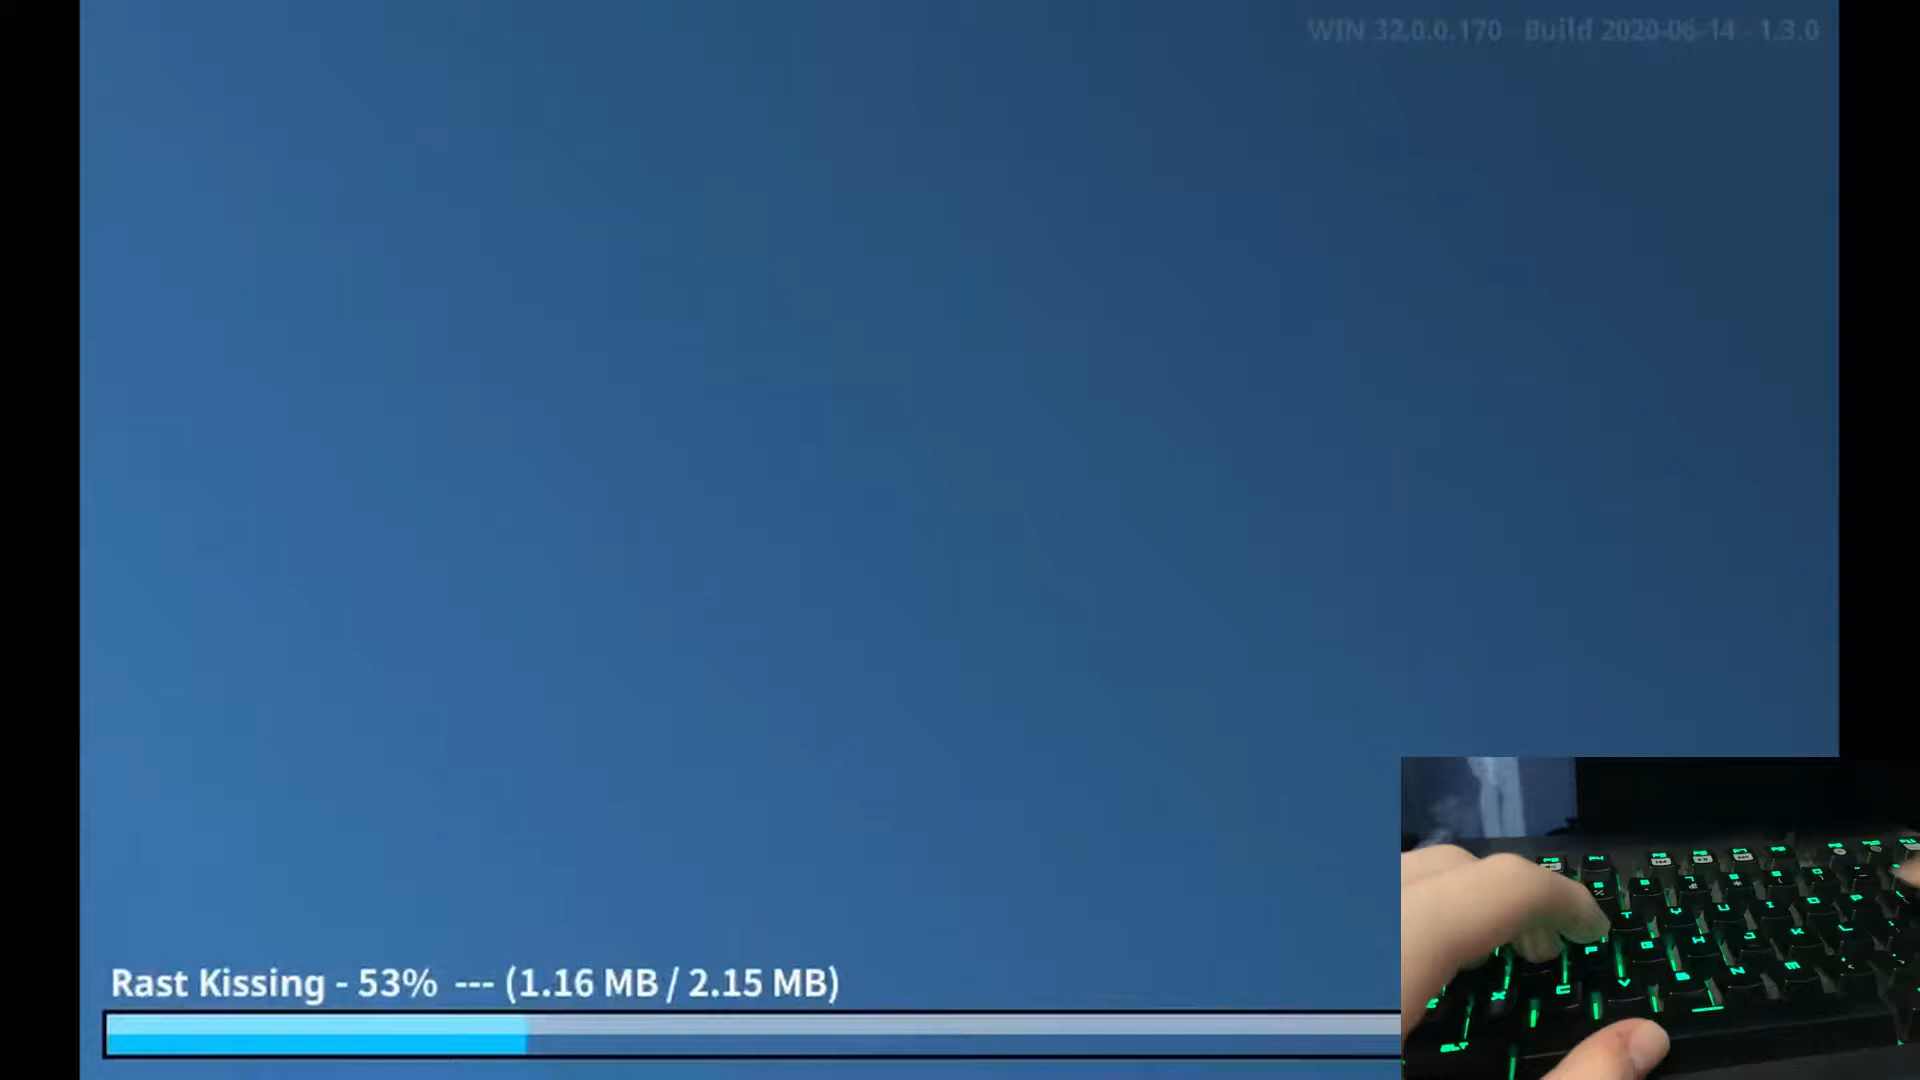 WIN 32.0.0.170 - Build 2020-06-14 - 1.3.0
Rast Kissing - 53% --- (1.16 MB / 2.15 MB)